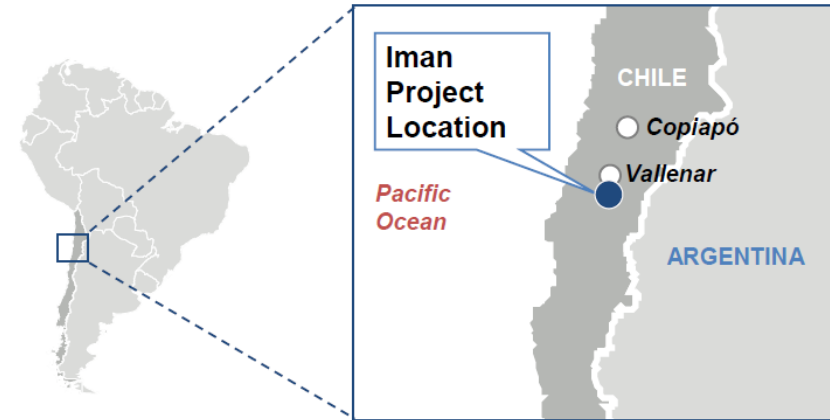 Iman
Project
Location
CHILE
Copiapó
Vallenar
Pacific
Ocean
ARGENTINA